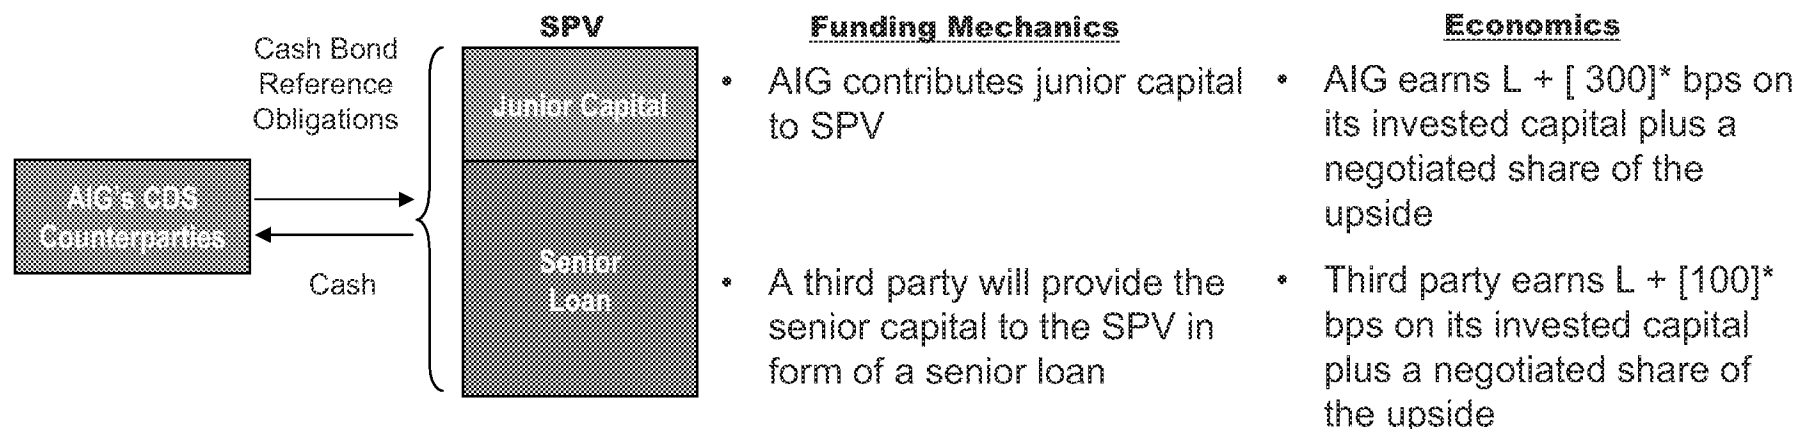 SPV
Funding Mechanics
Economics
Cash Bond
Reference
Obligations
AIG's CDS
Counterparties
Cash
Junior Capital
Senior
Loan
• AIG contributes junior capital
to SPV
• A third party will provide the
senior capital to the SPV in
form of a senior loan
• AIG earns L + [ 300]* bps on
its invested capital plus a
negotiated share of the
upside
• Third party earns L + [100]*
bps on its invested capital
plus a negotiated share of
the upside